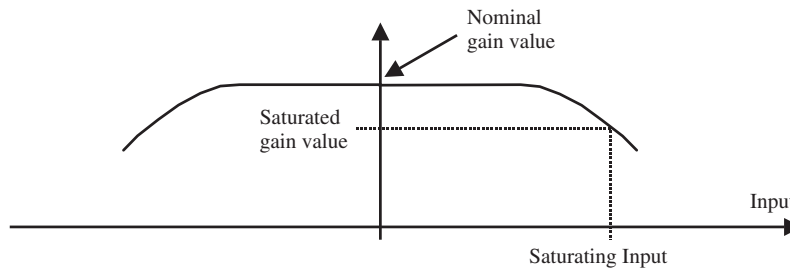 Nominal
gain value
Saturated
gain value
Input
Saturating Input